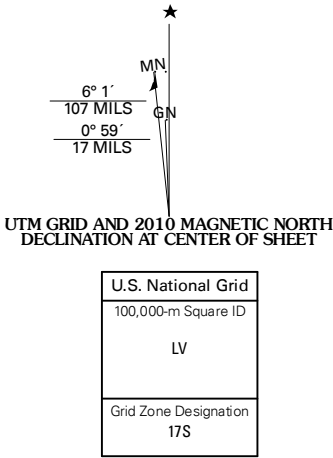 ★
M.N.
6° 1´
107 MILS
GN
0° 59´
17 MILS
UTM GRID AND 2010 MAGNETIC NORTH
DECLINATION AT CENTER OF SHEET
U.S. National Grid
100,000-m Square ID
LV
Grid Zone Designation
17S